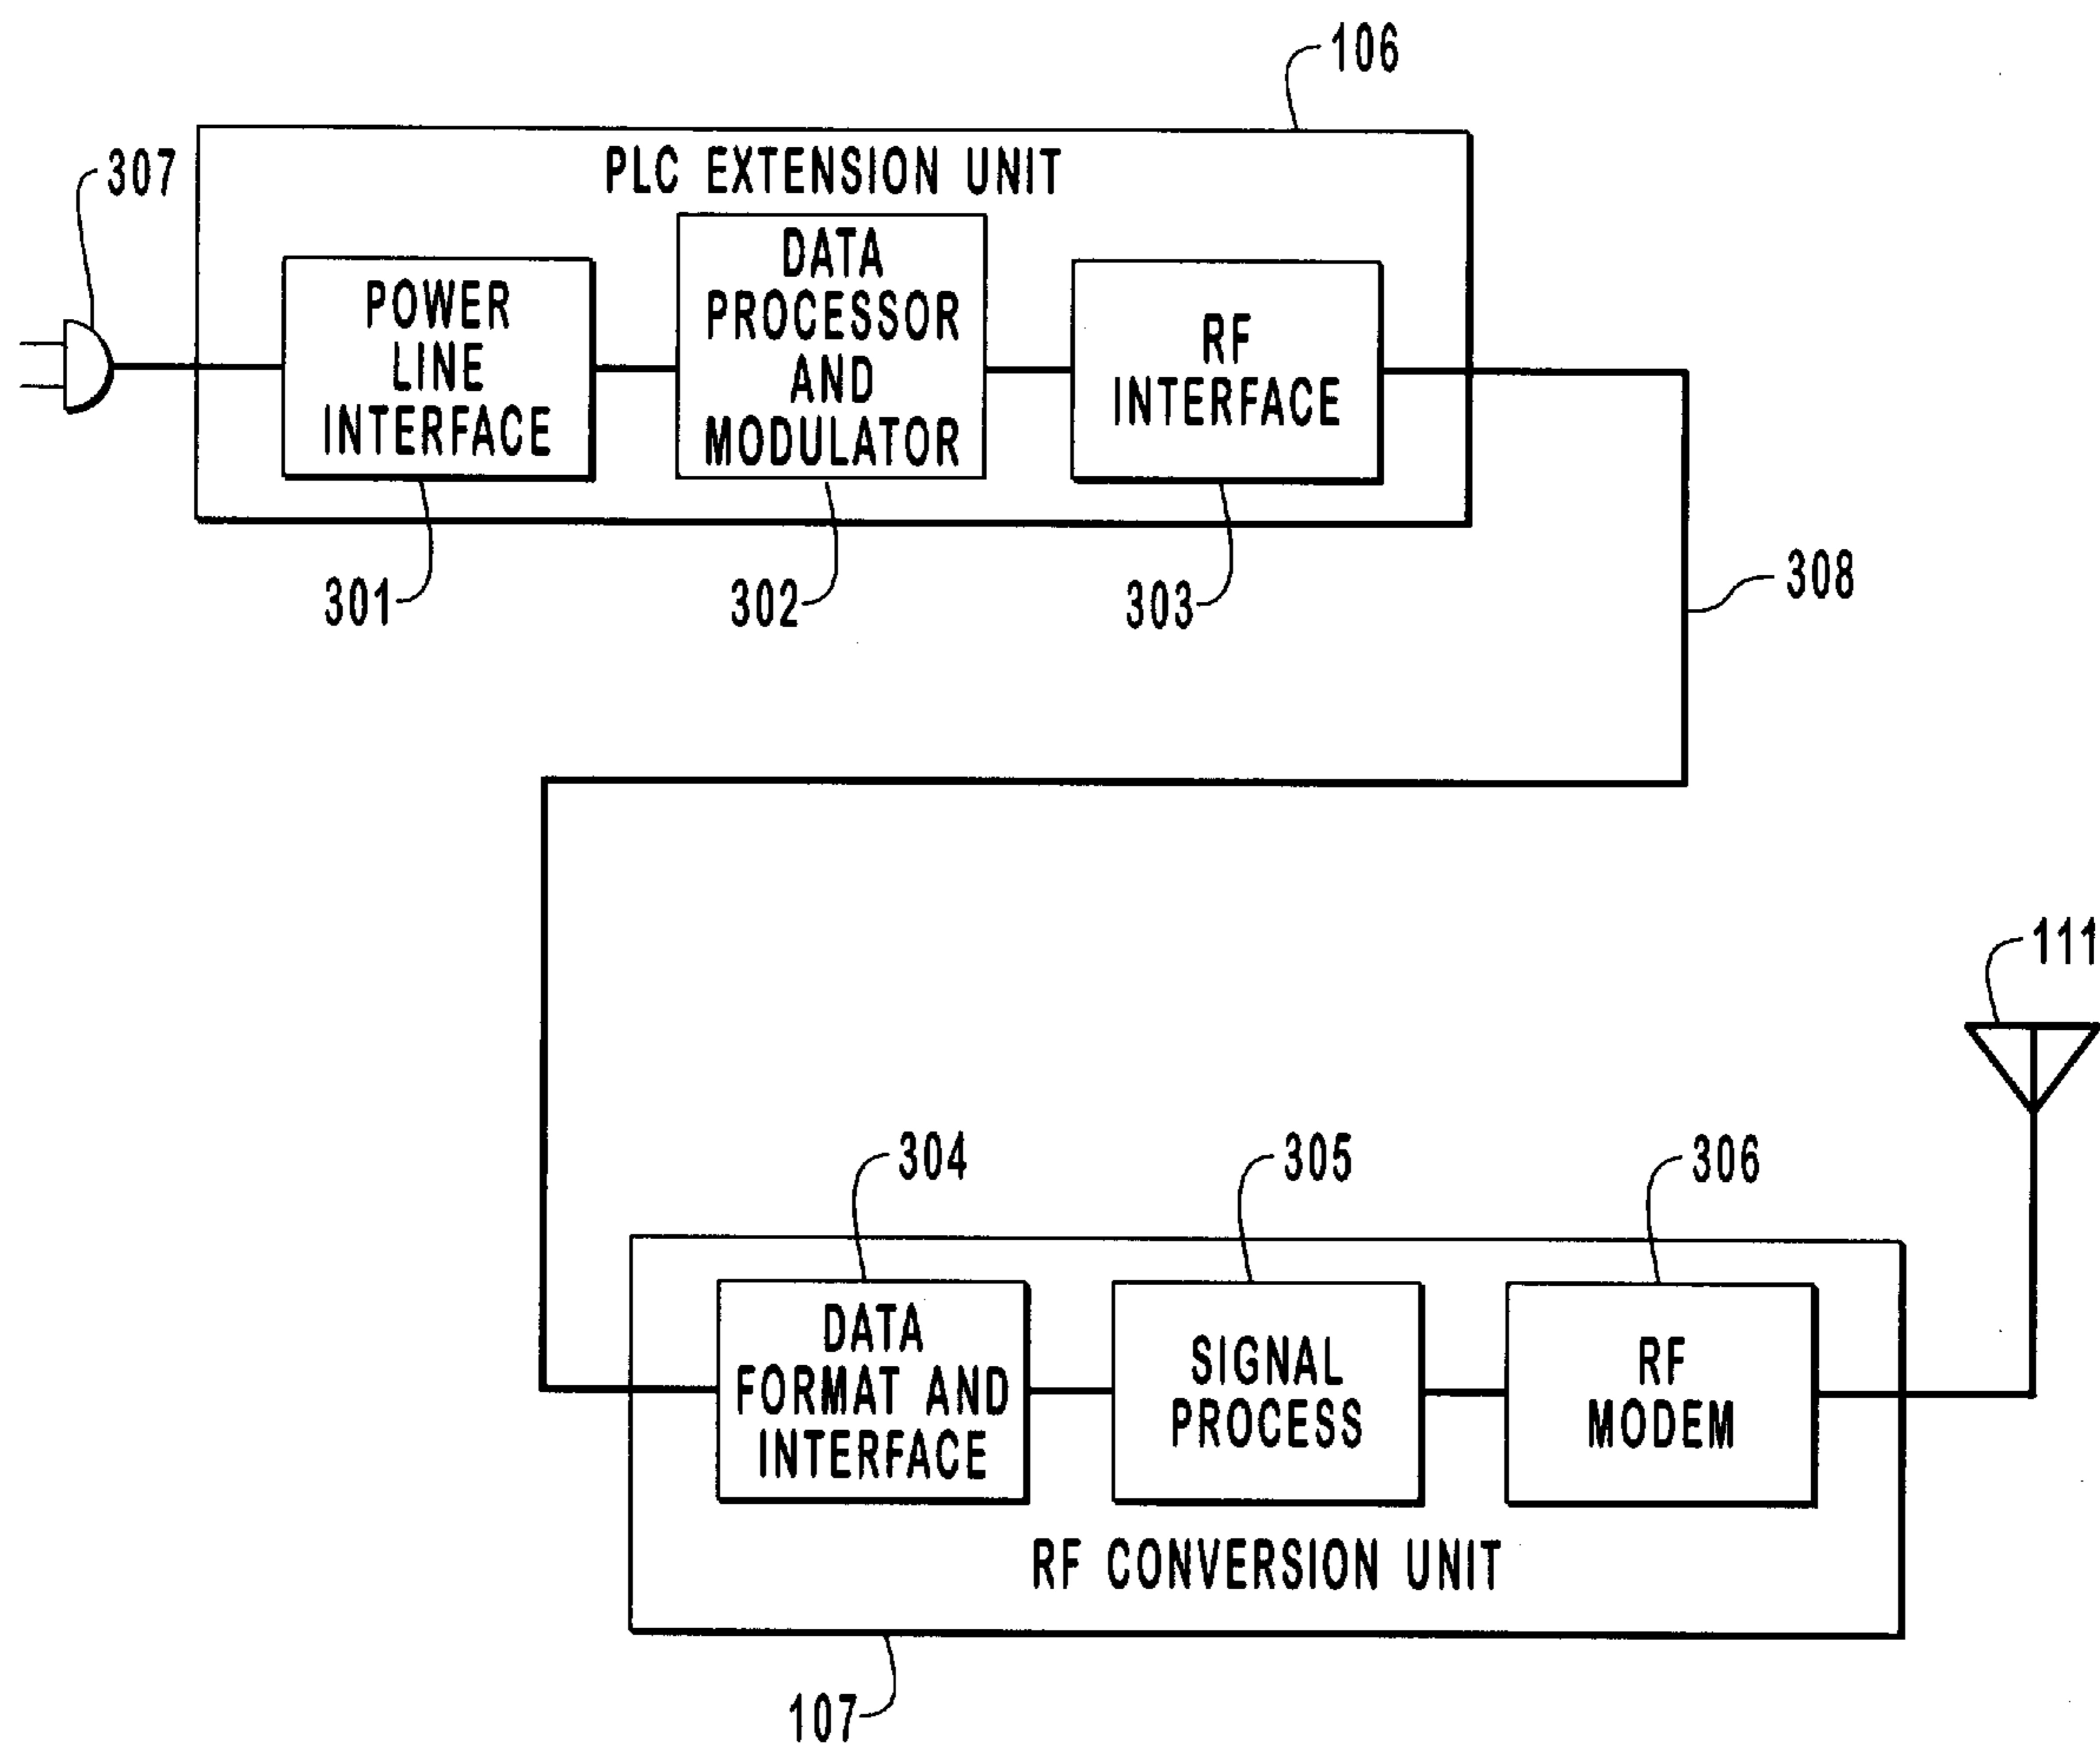 106
PLC EXTENSION UNIT
307
POWER
LINE
INTERFACE
DATA
PROCESSOR
AND
MODULATOR
RF
INTERFACE
301
302
303
308
111
304
305
306
DATA
FORMAT AND
INTERFACE
SIGNAL
PROCESS
RF
MODEM
RF CONVERSION UNIT
107